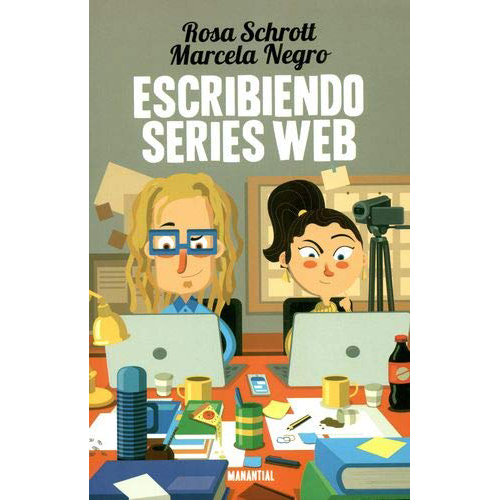 Rosa Schrott
Marcela Negro
ESCRIBIENDO
SERIES WEB
MANANTIAL